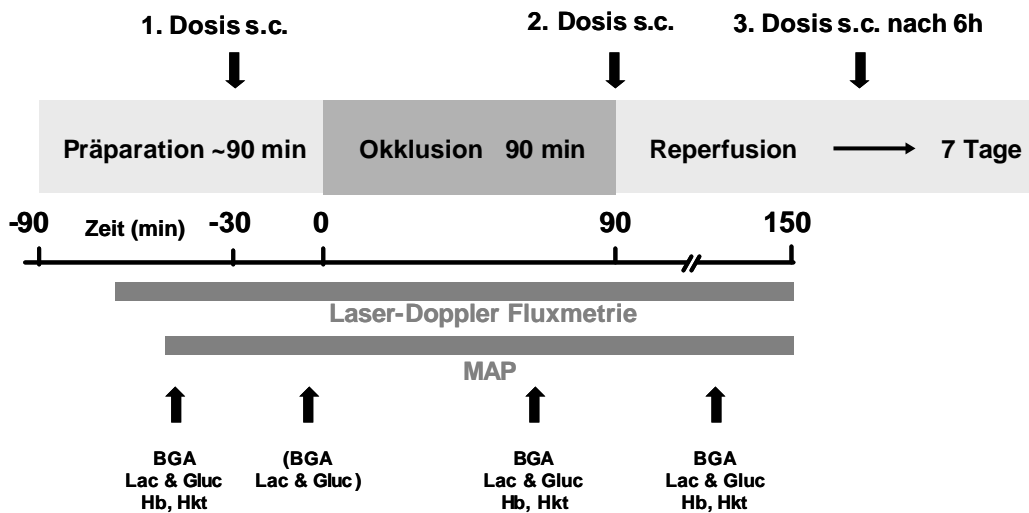 1. Dosis s.c. 2. Dosis s.c. 3. Dosis s.c. nach 6h
Präparation ~90 min Okklusion 90 min Reperfusion 7 Tage
-90 Zeit (min) -30 0 90 150
Laser-Doppler Fluxmetrie
MAP
BGA (BGA BGA BGA
Lac & Gluc Lac & Gluc) Lac & Gluc Lac & Gluc
Hb, Hkt Hb, Hkt Hb, Hkt